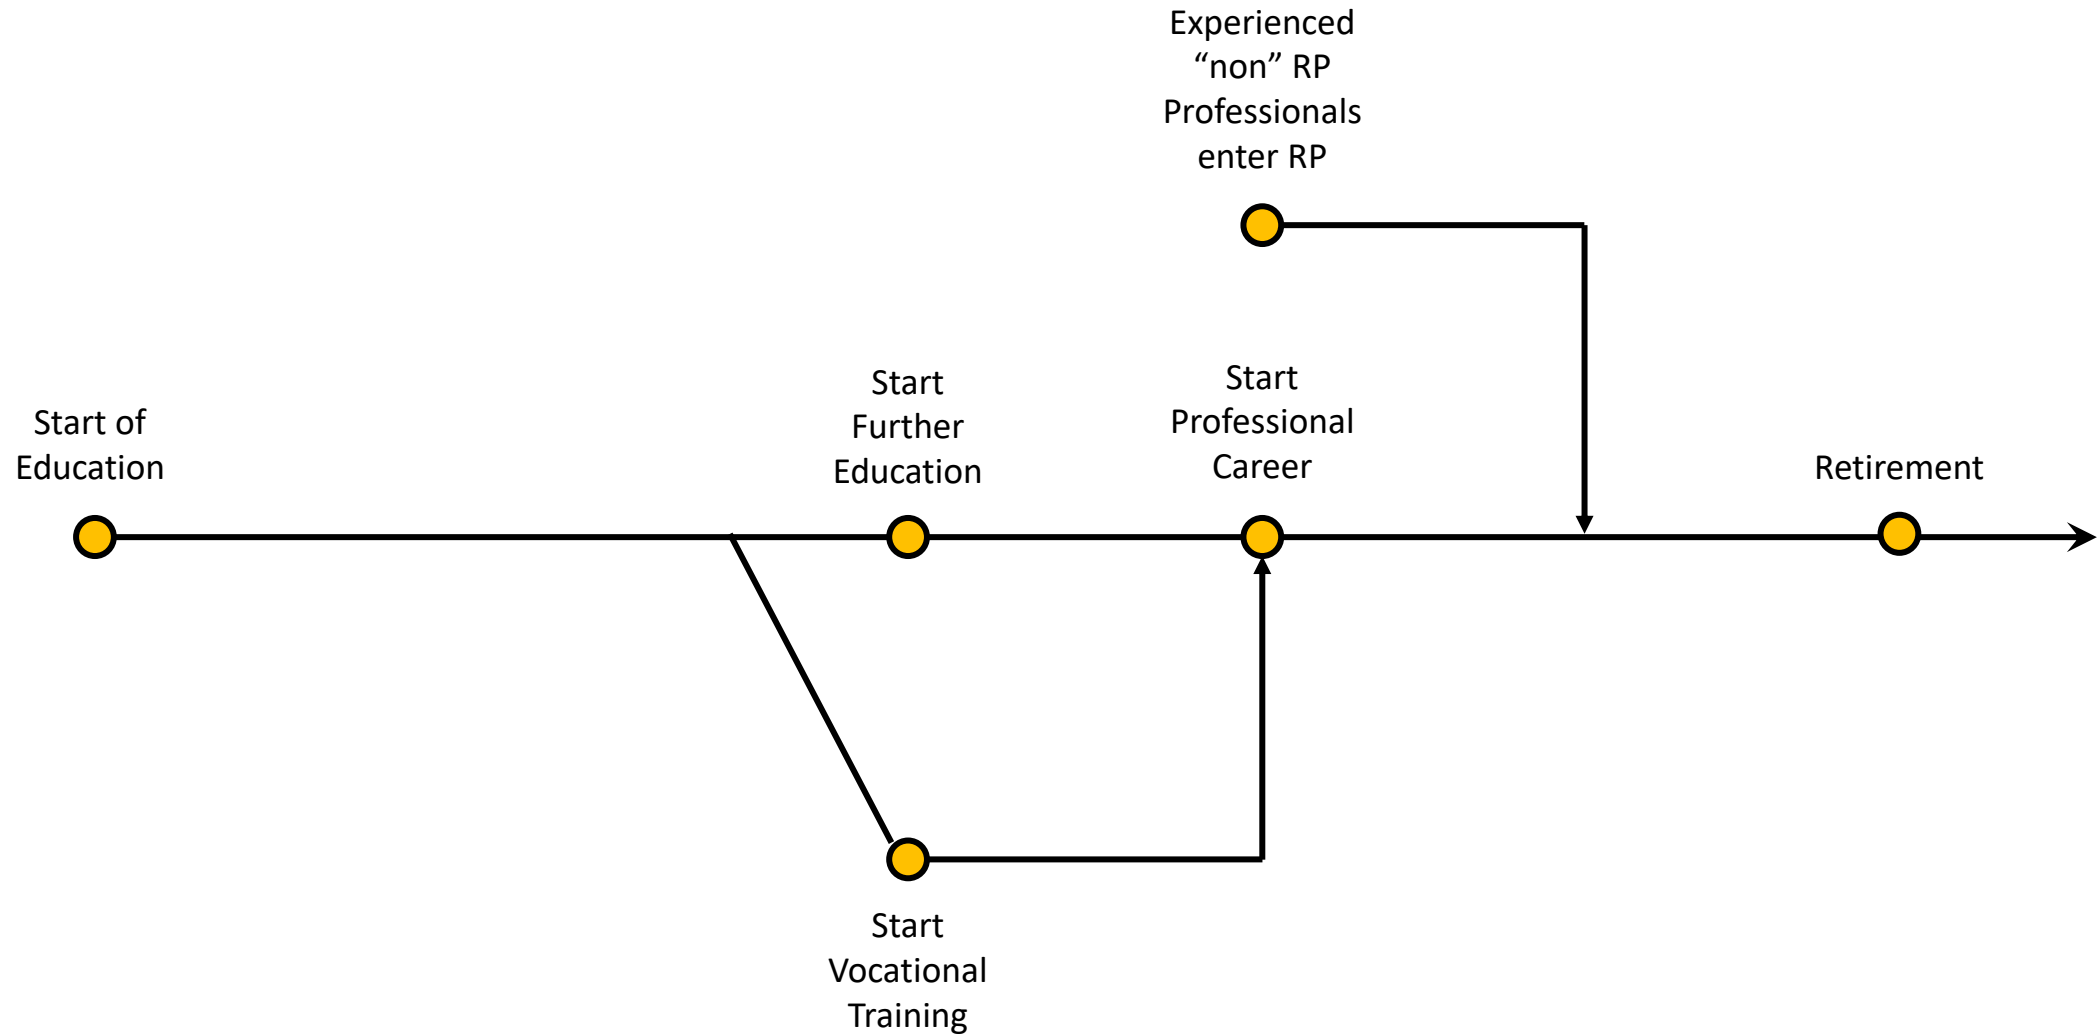 Experienced
“non” RP
Professionals
enter RP
Start of
Education
Start
Further
Education
Start
Professional
Career
Retirement
Start
Vocational
Training